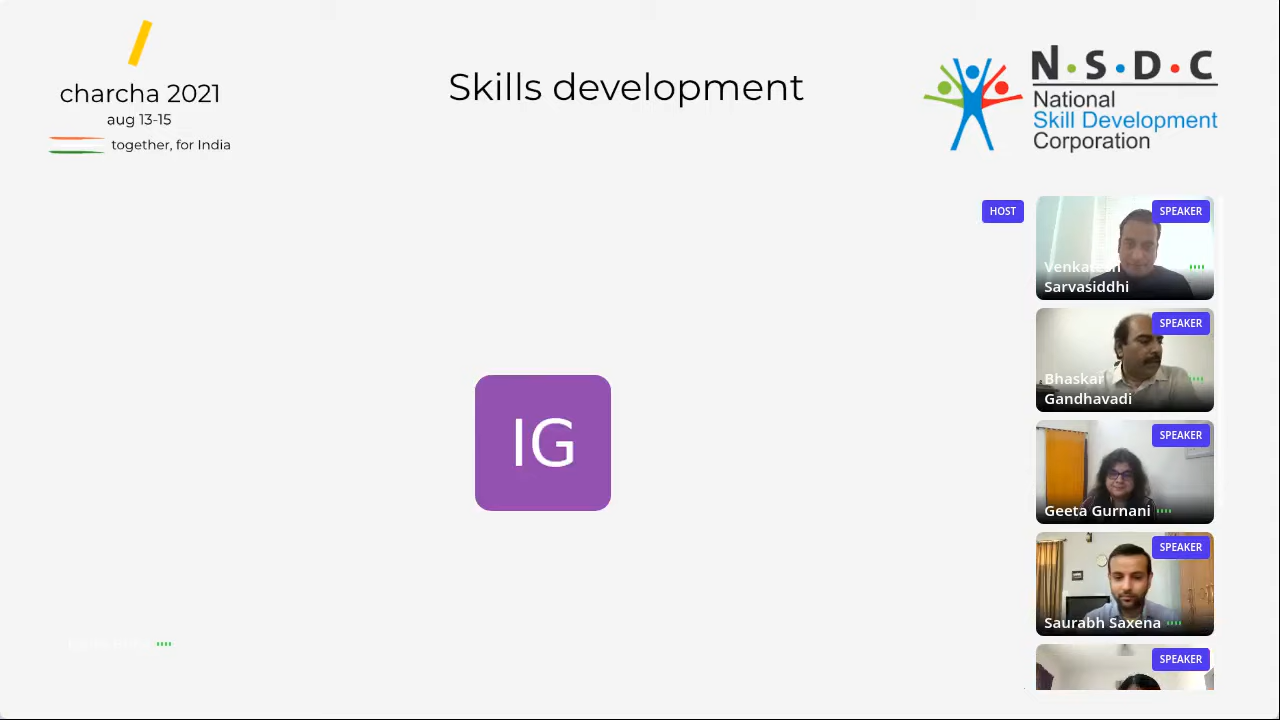 charcha 2021
aug 13-15
together, for India
Skills development
N·S·D·C
National
Skill Development
Corporation
HOST
SPEAKER
Venkatesh
Sarvasiddhi
SPEAKER
Bhaskar
Gandhavadi
SPEAKER
Geeta Gurnani
SPEAKER
Saurabh Saxena
SPEAKER
IG